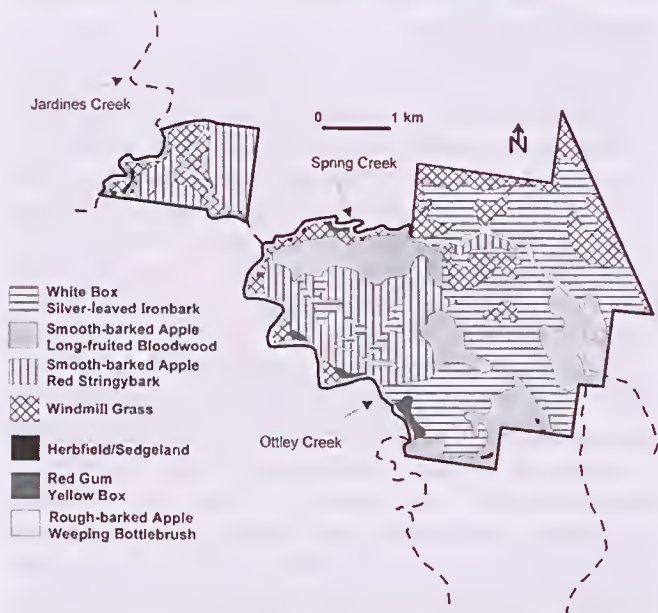 Jardines Creek
0 1 km
N
Spring Creek
White Box
Silver-leaved Ironbark
Smooth-barked Apple
Long-fruited Bloodwood
Smooth-barked Apple
Red Stringybark
Windmill Grass
Ottley Creek
Herbfield/Sedgeland
Red Gum
Yellow Box
Rough-barked Apple
Weeping Bottlebrush